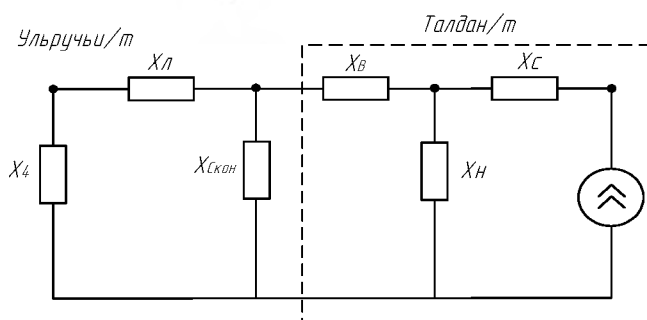 Ульручьи/т
Талдан/т
Xл
Xв
Xс
X4
XСкон
Xн